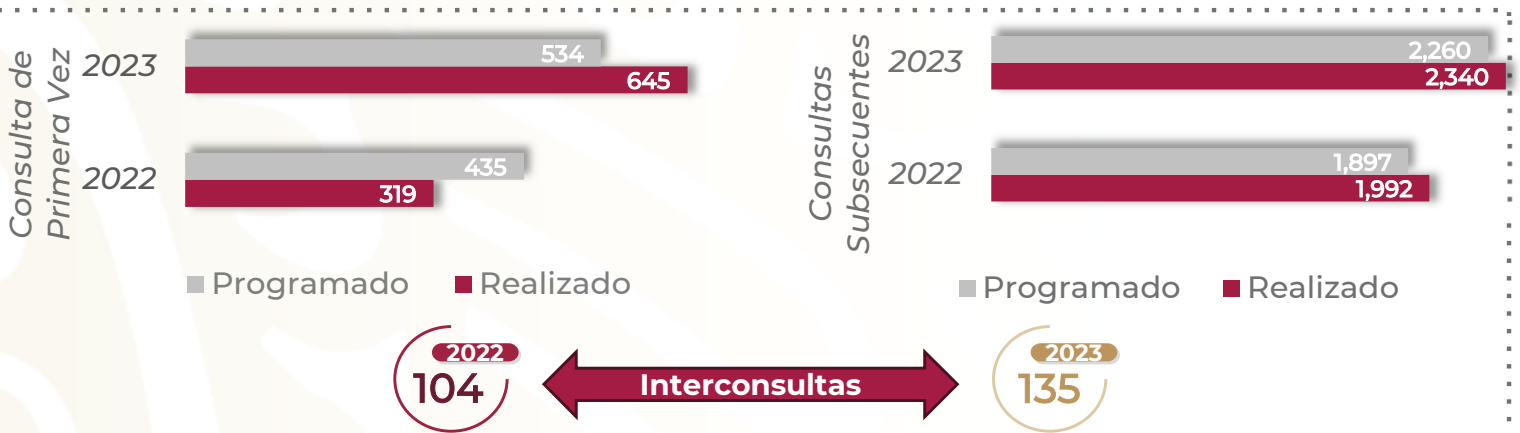 Consulta de
Primera Vez
2023
534
645
2022
435
319
Programado
Realizado
Consultas
Subsecuentes
2023
2,260
2,340
2022
1,897
1,992
Programado
Realizado
2022
104
Interconsultas
2023
135